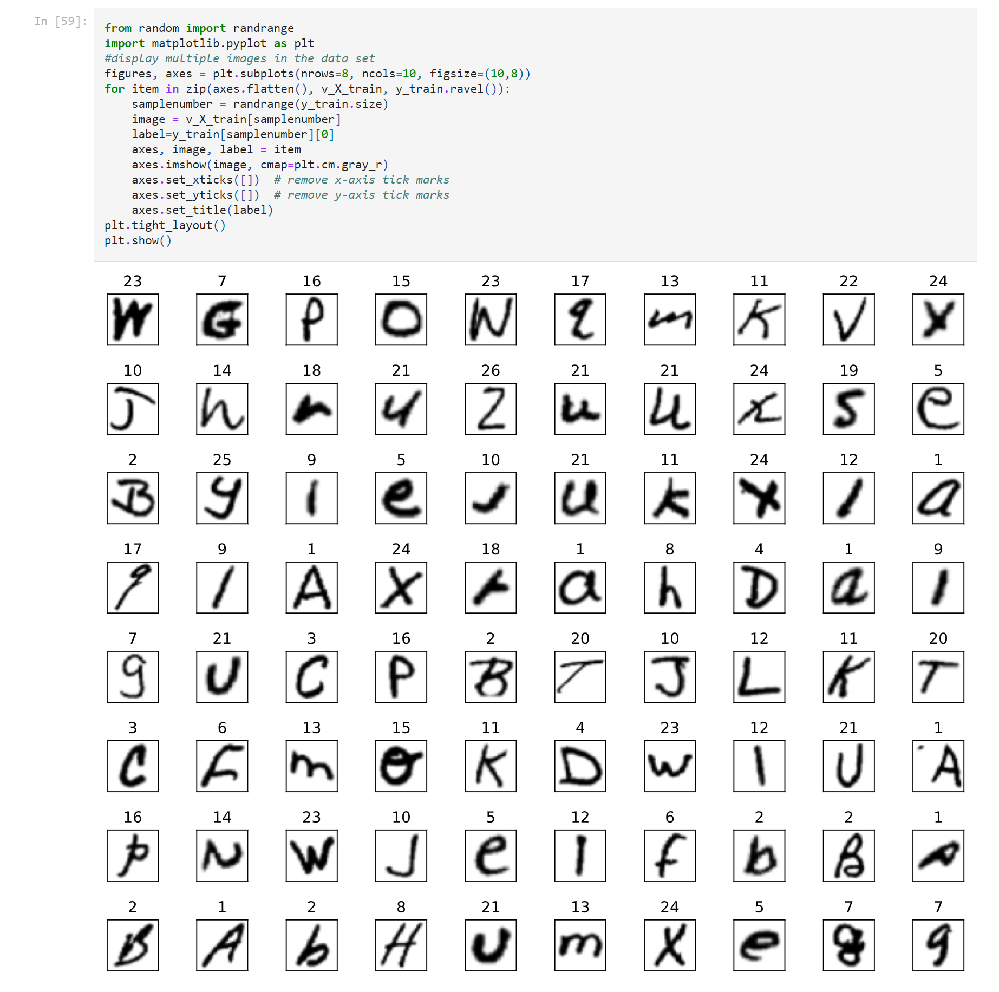 In [59]:
from random import randrange
import matplotlib.pyplot as plt
#display multiple images in the data set
figures, axes = plt.subplots(nrows=8, ncols=10, figsize=(10,8))
for item in zip(axes.flatten(), v_X_train, y_train.ravel()):
    samplenumber = randrange(y_train.size)
    image = v_X_train[samplenumber]
    label=y_train[samplenumber][0]
    axes, image, label = item
    axes.imshow(image, cmap=plt.cm.gray_r)
    axes.set_xticks([])  # remove x-axis tick marks
    axes.set_yticks([])  # remove y-axis tick marks
    axes.set_title(label)
plt.tight_layout()
plt.show()
23 7 16 15 23 17 13 11 22 24
W G P O W q m K V X
10 14 18 21 26 21 21 24 19 5
J n r u Z u u x S e
2 25 9 5 10 21 11 24 12 1
B y I e J u k X l a
17 9 1 24 18 1 8 4 1 9
q I A X r a h D a I
7 21 3 16 2 20 10 12 11 20
g U C P B T J L K T
3 6 13 15 11 4 23 12 21 1
C F m O K D w l U A
16 14 23 10 5 12 6 2 2 1
p N W J e l f b B a
2 1 2 8 21 13 24 5 7 7
B A b H U m X e g g